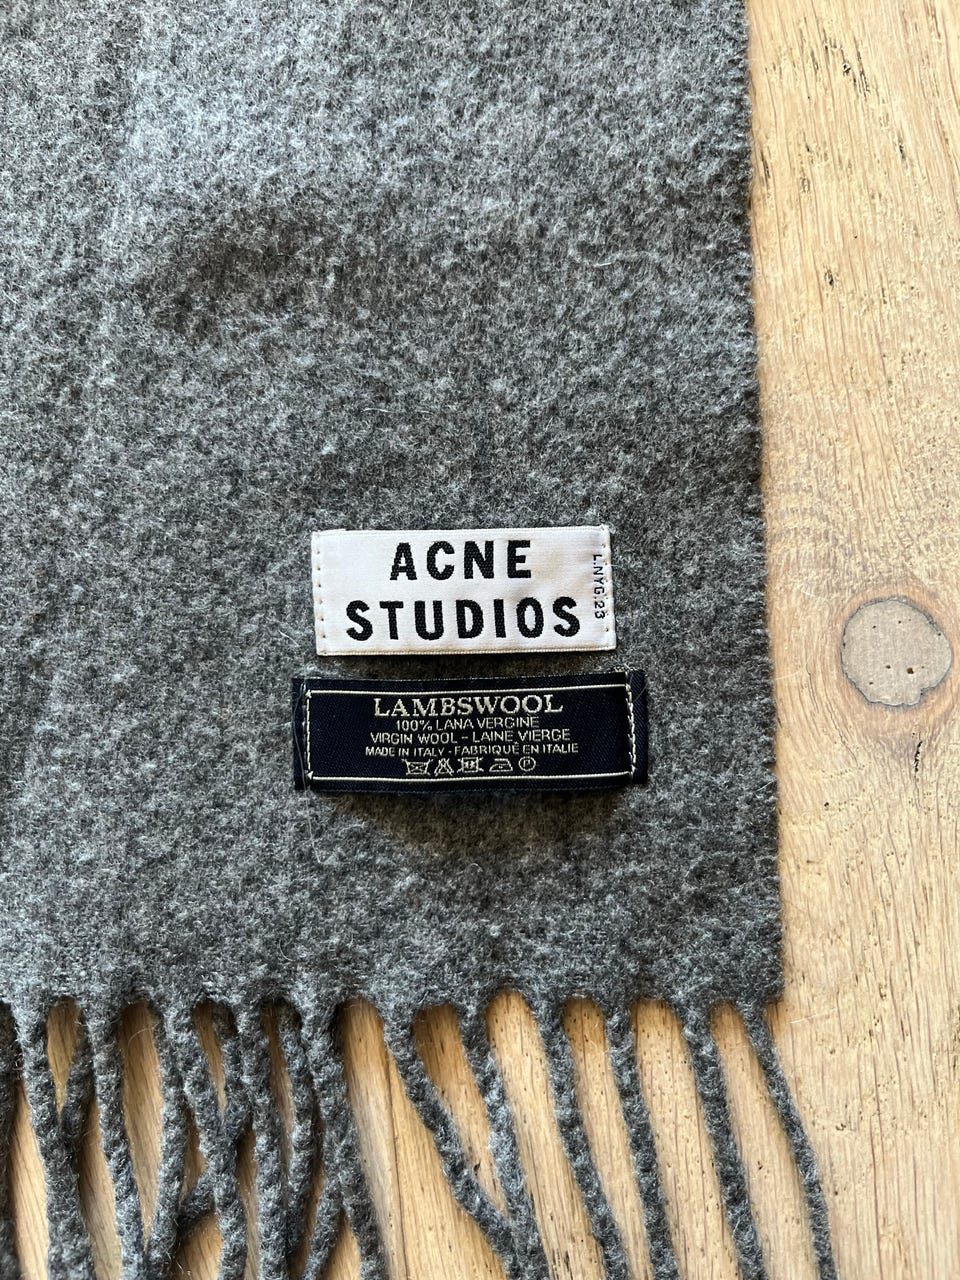 ACNE
STUDIOS
L.NYG.23
LAMBSWOOL
100% LANA VERGINE
VIRGIN WOOL - LAINE VIERGE
MADE IN ITALY - FABRIQUÉ EN ITALIE